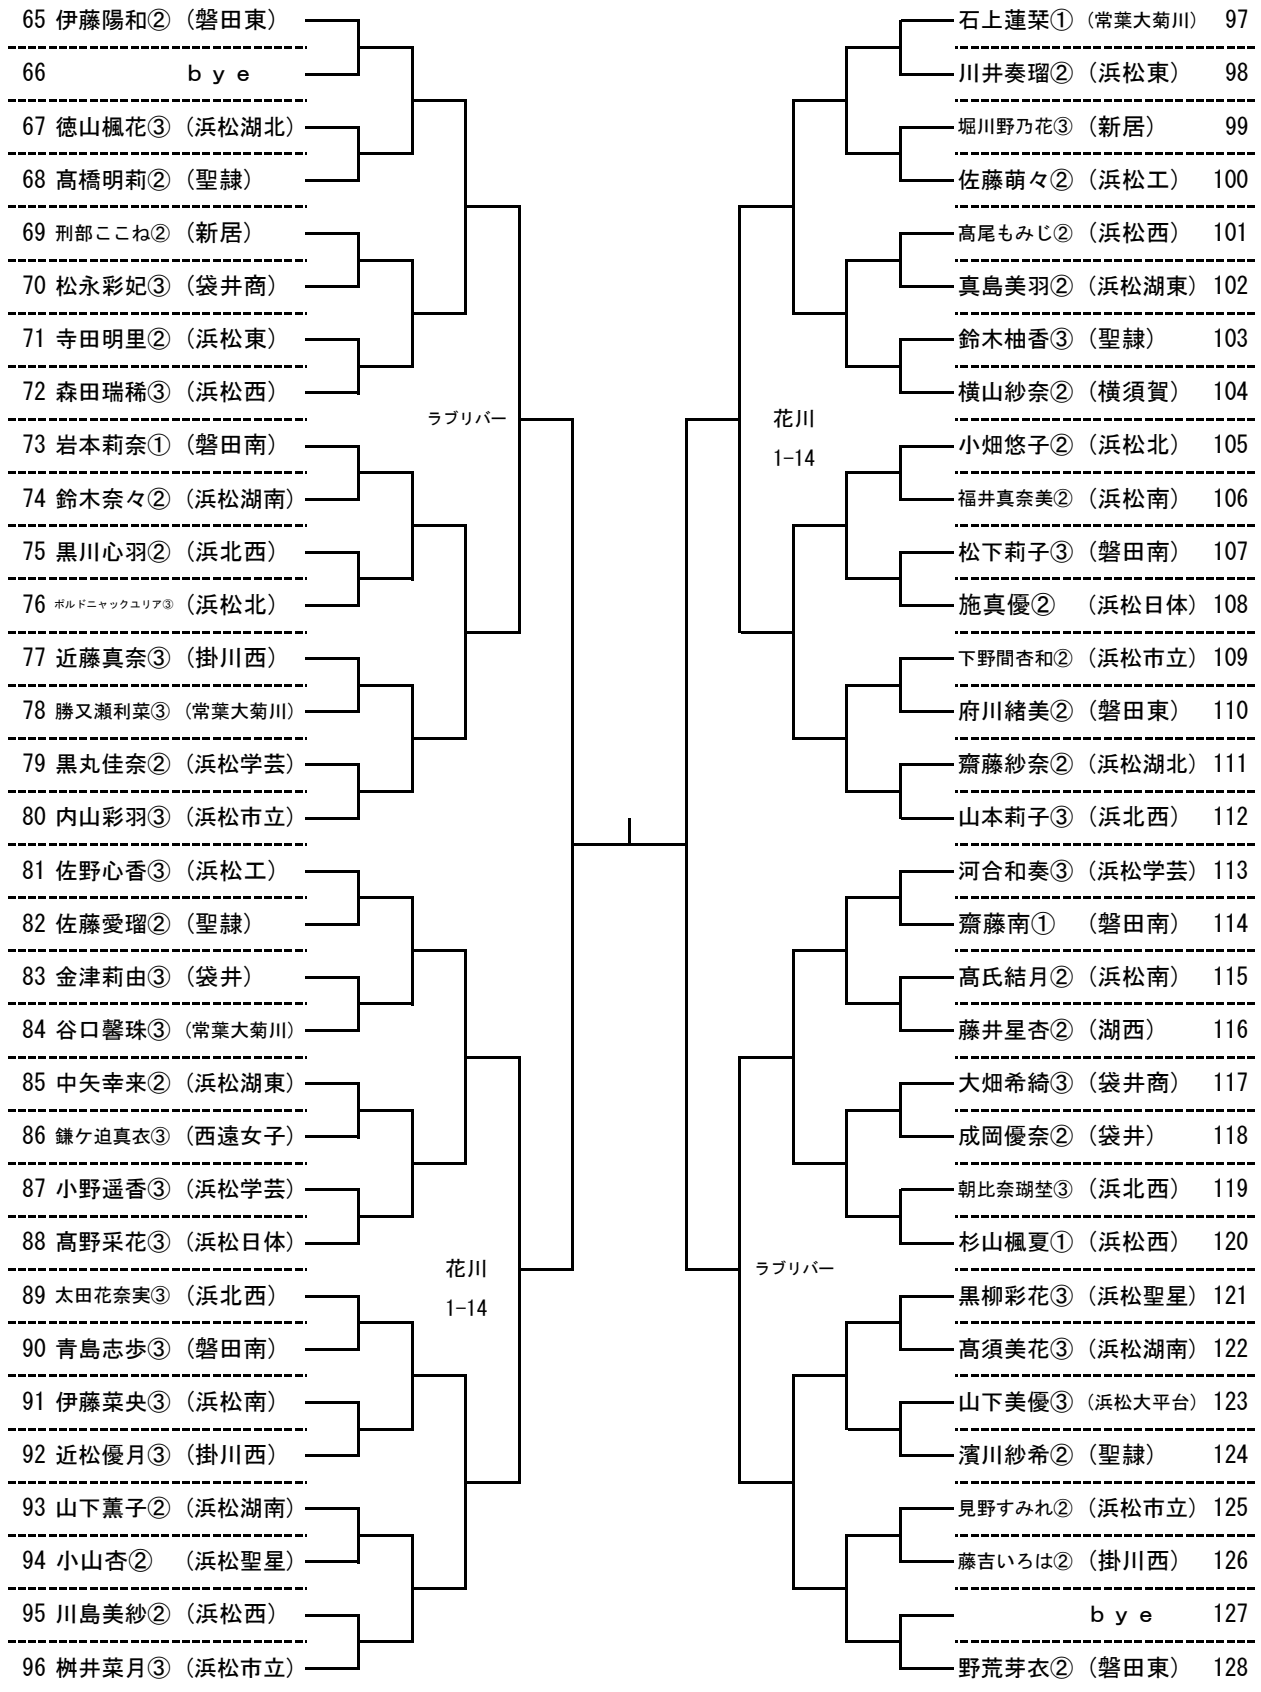 65 伊藤陽和② (磐田東)
66 bye
67 徳山楓花③ (浜松湖北)
68 髙橋明莉② (聖隷)
69 刑部ここね② (新居)
70 松永彩妃③ (袋井商)
71 寺田明里② (浜松東)
72 森田瑞稀③ (浜松西)
ラブリバー
73 岩本莉奈① (磐田南)
74 鈴木奈々② (浜松湖南)
75 黒川心羽② (浜北西)
76 ボルドニャックユリア③ (浜松北)
77 近藤真奈③ (掛川西)
78 勝又瀬利菜③ (常葉大菊川)
79 黒丸佳奈② (浜松学芸)
80 内山彩羽③ (浜松市立)
81 佐野心香③ (浜松工)
82 佐藤愛瑠② (聖隷)
83 金津莉由③ (袋井)
84 谷口馨珠③ (常葉大菊川)
85 中矢幸来② (浜松湖東)
86 鎌ケ迫真衣③ (西遠女子)
87 小野遥香③ (浜松学芸)
88 髙野采花③ (浜松日体)
花川
1-14
89 太田花奈実③ (浜北西)
90 青島志歩③ (磐田南)
91 伊藤菜央③ (浜松南)
92 近松優月③ (掛川西)
93 山下薫子② (浜松湖南)
94 小山杏② (浜松聖星)
95 川島美紗② (浜松西)
96 桝井菜月③ (浜松市立)
石上蓮栞① (常葉大菊川) 97
川井奏瑠② (浜松東) 98
堀川野乃花③ (新居) 99
佐藤萌々② (浜松工) 100
髙尾もみじ② (浜松西) 101
真島美羽② (浜松湖東) 102
鈴木柚香③ (聖隷) 103
横山紗奈② (横須賀) 104
花川
1-14
小畑悠子② (浜松北) 105
福井真奈美② (浜松南) 106
松下莉子③ (磐田南) 107
施真優② (浜松日体) 108
下野間杏和② (浜松市立) 109
府川緒美② (磐田東) 110
齋藤紗奈② (浜松湖北) 111
山本莉子③ (浜北西) 112
河合和奏③ (浜松学芸) 113
齋藤南① (磐田南) 114
髙氏結月② (浜松南) 115
藤井星杏② (湖西) 116
大畑希綺③ (袋井商) 117
成岡優奈② (袋井) 118
朝比奈瑚埜③ (浜北西) 119
杉山楓夏① (浜松西) 120
ラブリバー
黒柳彩花③ (浜松聖星) 121
髙須美花③ (浜松湖南) 122
山下美優③ (浜松大平台) 123
濱川紗希② (聖隷) 124
見野すみれ② (浜松市立) 125
藤吉いろは② (掛川西) 126
bye 127
野荒芽衣② (磐田東) 128